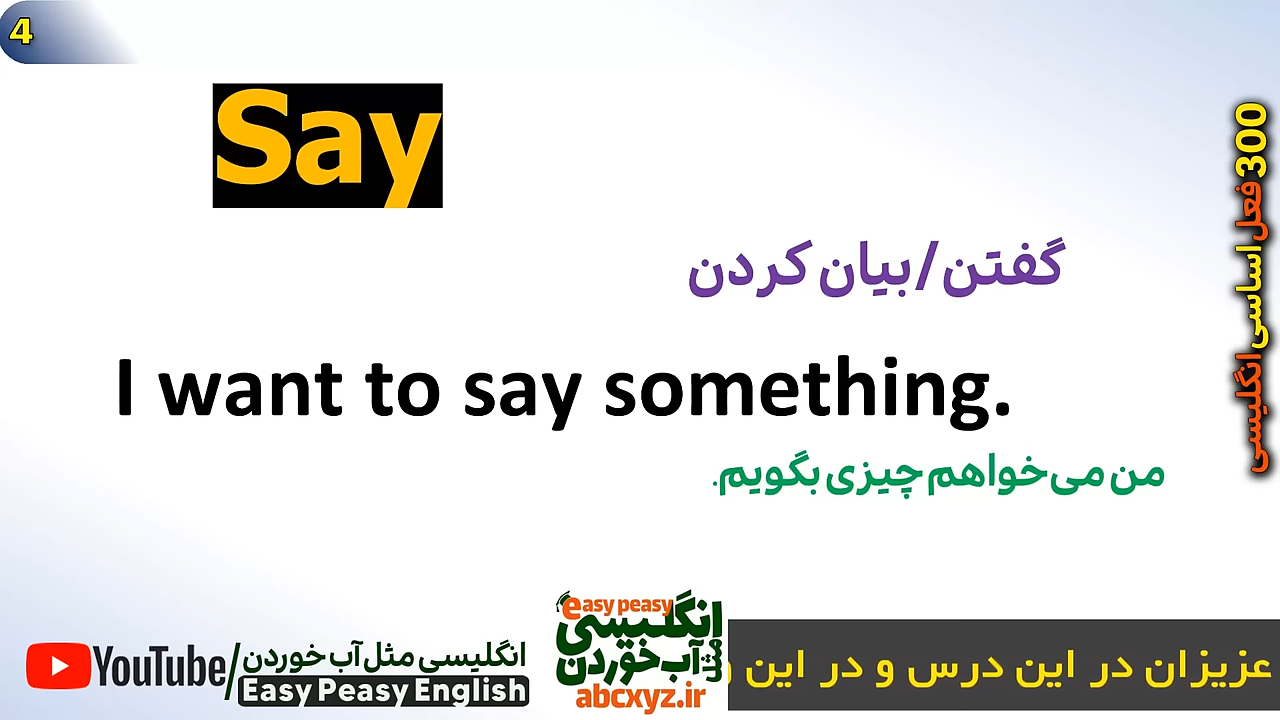 4
Say
گفتن/بیان کردن
I want to say something.
من می‌خواهم چیزی بگویم.
300 فعل اساسی انگلیسی
YouTube/انگلیسی مثل آب خوردن
Easy Peasy English
easy peasy
انگلیسی
مثل
آب خوردن
abcxyz.ir
عزیزان در این درس و در این و